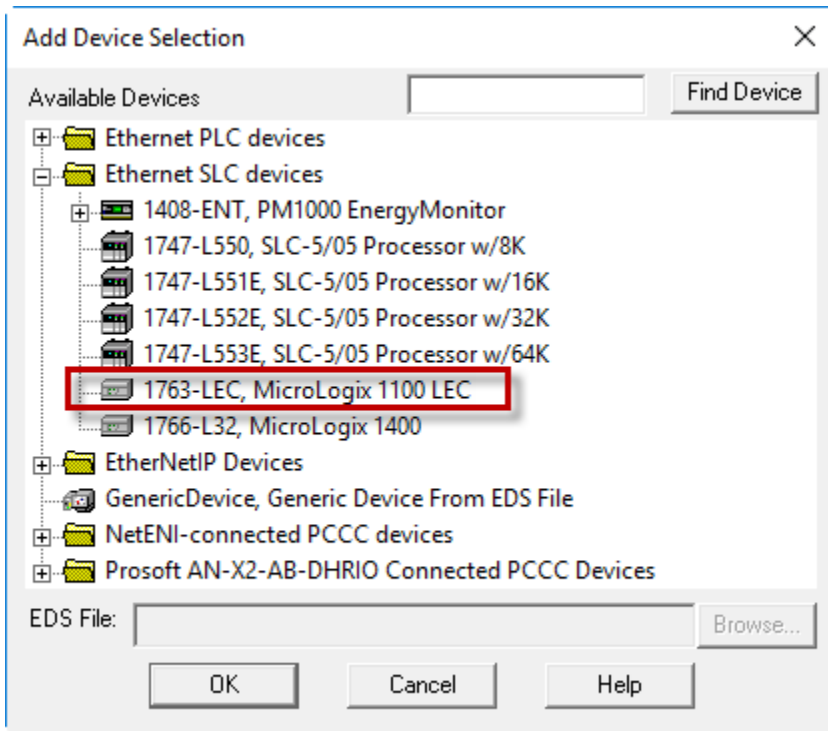 Add Device Selection
Available Devices
Find Device
Ethernet PLC devices
Ethernet SLC devices
1408-ENT, PM1000 EnergyMonitor
1747-L550, SLC-5/05 Processor w/8K
1747-L551E, SLC-5/05 Processor w/16K
1747-L552E, SLC-5/05 Processor w/32K
1747-L553E, SLC-5/05 Processor w/64K
1763-LEC, MicroLogix 1100 LEC
1766-L32, MicroLogix 1400
EtherNetIP Devices
GenericDevice, Generic Device From EDS File
NetENI-connected PCCC devices
Prosoft AN-X2-AB-DHRIO Connected PCCC Devices
EDS File:
Browse...
OK
Cancel
Help